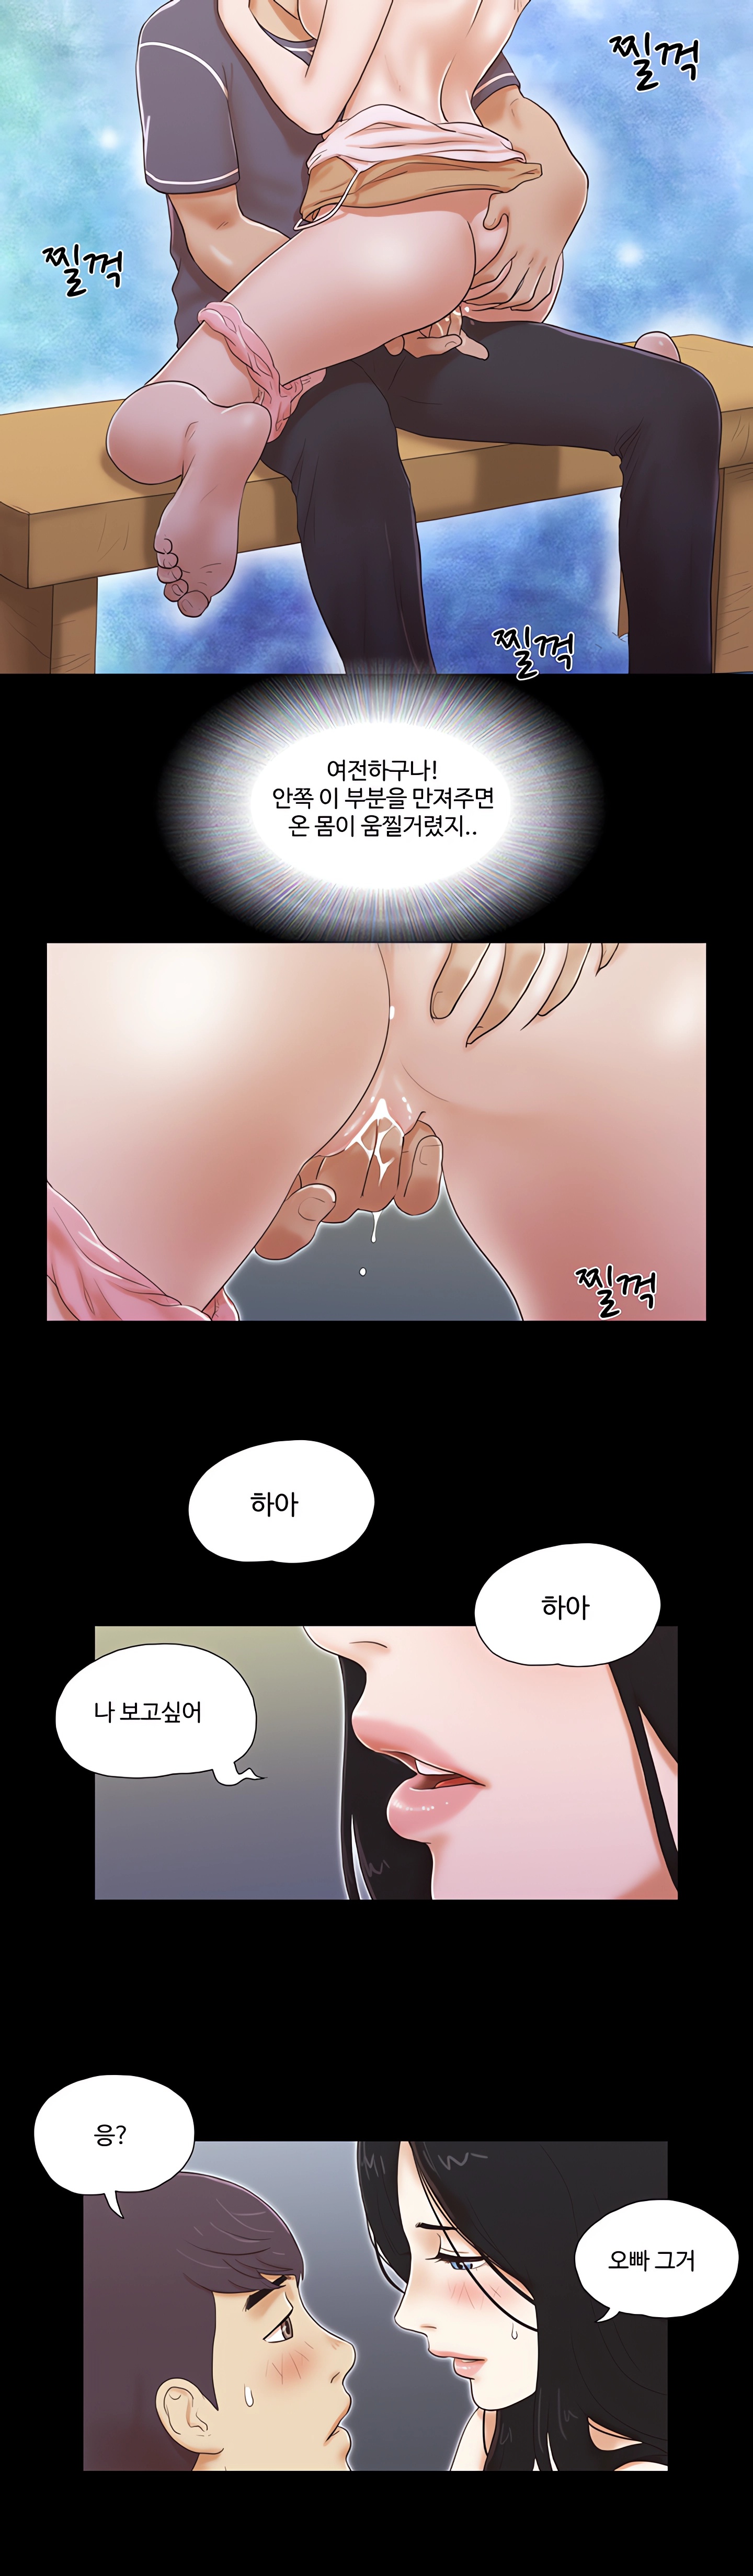 찔꺽
찔꺽
찔꺽
여전하구나!
안쪽 이 부분을 만져주면
온 몸이 움찔거렸지..
찔꺽
하아
하아
나 보고싶어
응?
오빠 그거